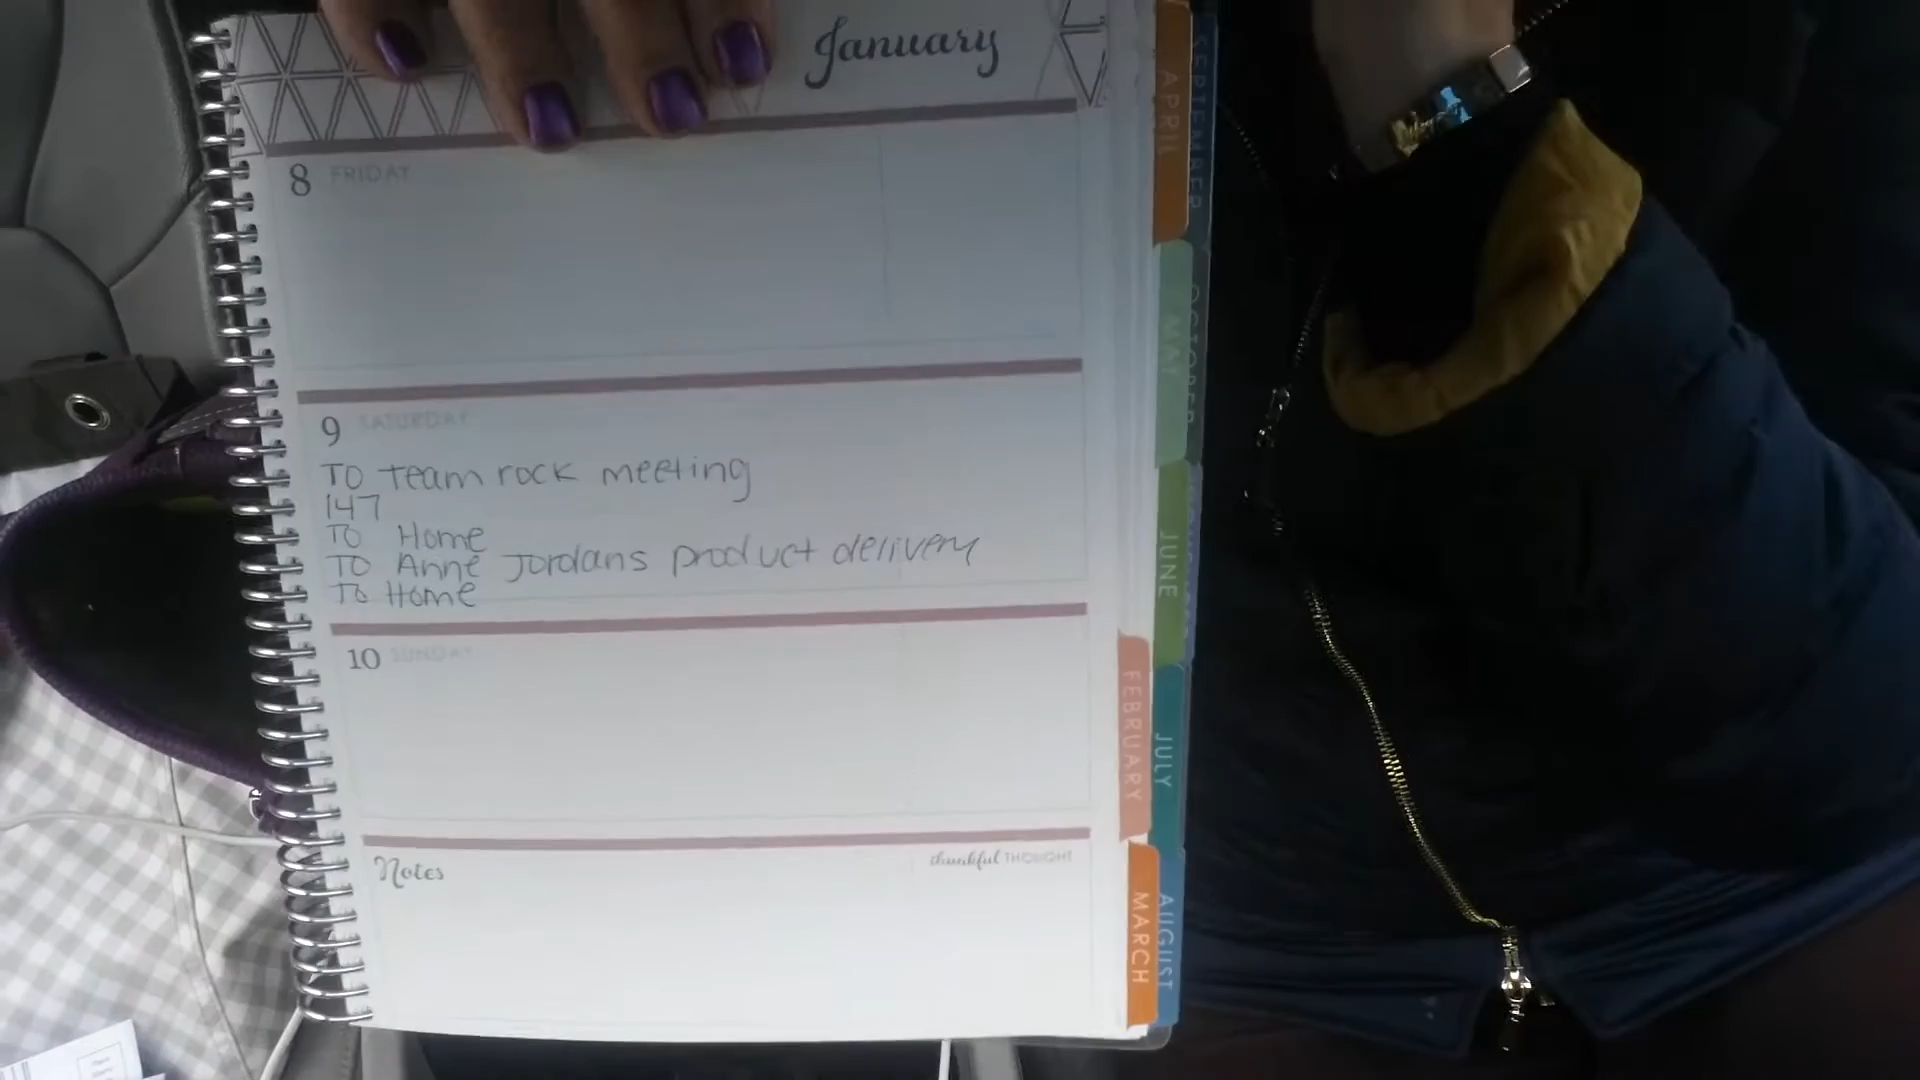 January
8 FRIDAY
9 SATURDAY
TO Team rock meeting
147
TO Home
TO Anne Jordans product delivery
TO Home
10 SUNDAY
Notes
thankful THOUGHT
APRIL
MAY
JUNE
JULY
AUGUST
FEBRUARY
MARCH
SEPTEMBER
OCTOBER